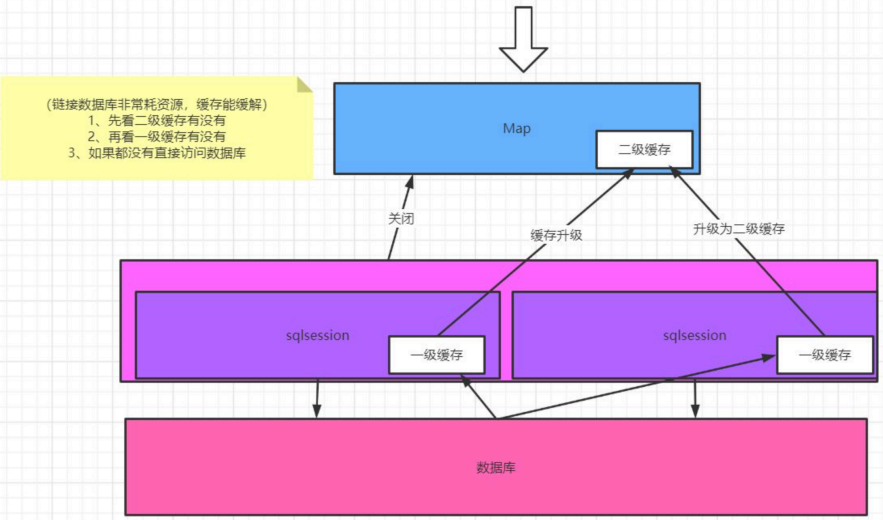 （链接数据库非常耗资源，缓存能缓解）
1、先看二级缓存有没有
2、再看一级缓存有没有
3、如果都没有直接访问数据库
Map
二级缓存
关闭
缓存升级
升级为二级缓存
sqlsession
一级缓存
sqlsession
一级缓存
数据库